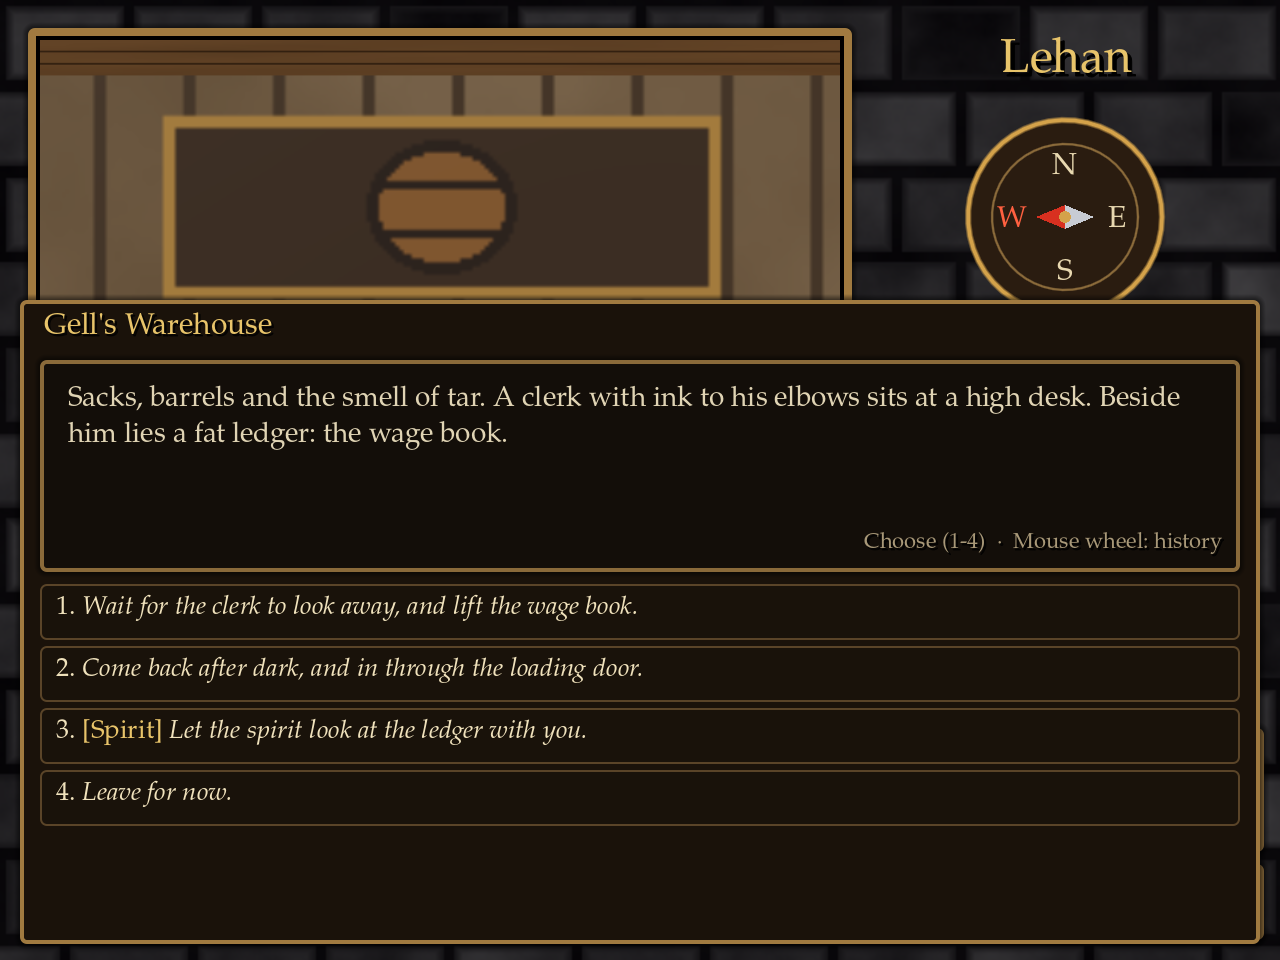 Lehan
N
W E
S
Gell's Warehouse
Sacks, barrels and the smell of tar. A clerk with ink to his elbows sits at a high desk. Beside
him lies a fat ledger: the wage book.
Choose (1-4) · Mouse wheel: history
1. Wait for the clerk to look away, and lift the wage book.
2. Come back after dark, and in through the loading door.
3. [Spirit] Let the spirit look at the ledger with you.
4. Leave for now.